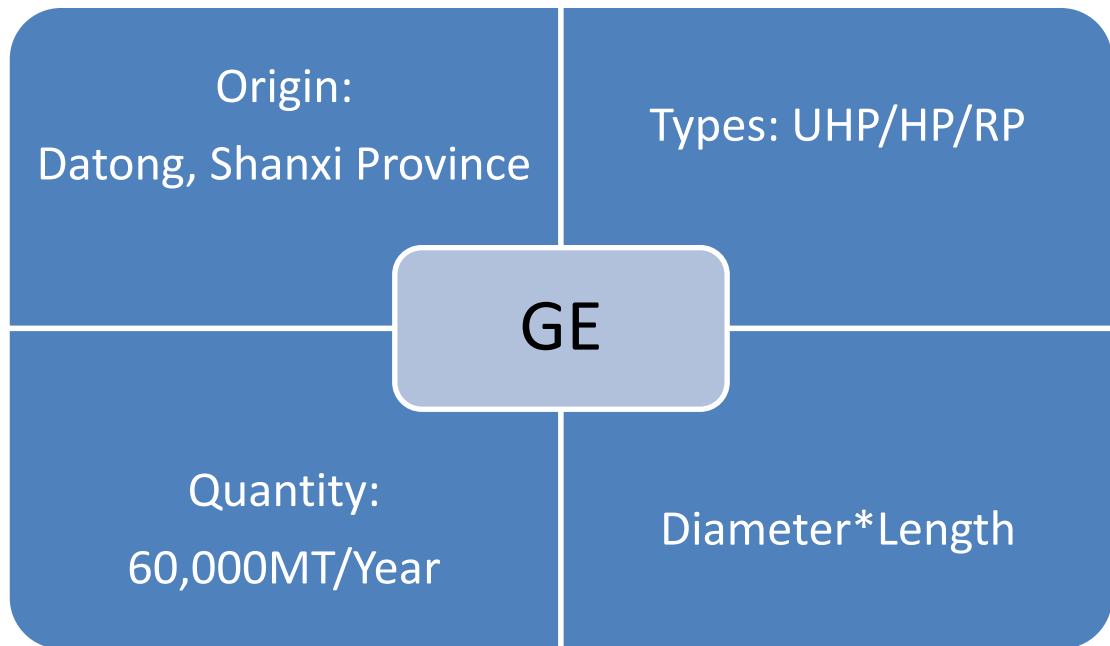 Origin:
Datong, Shanxi Province
Types: UHP/HP/RP
GE
Quantity:
60,000MT/Year
Diameter*Length